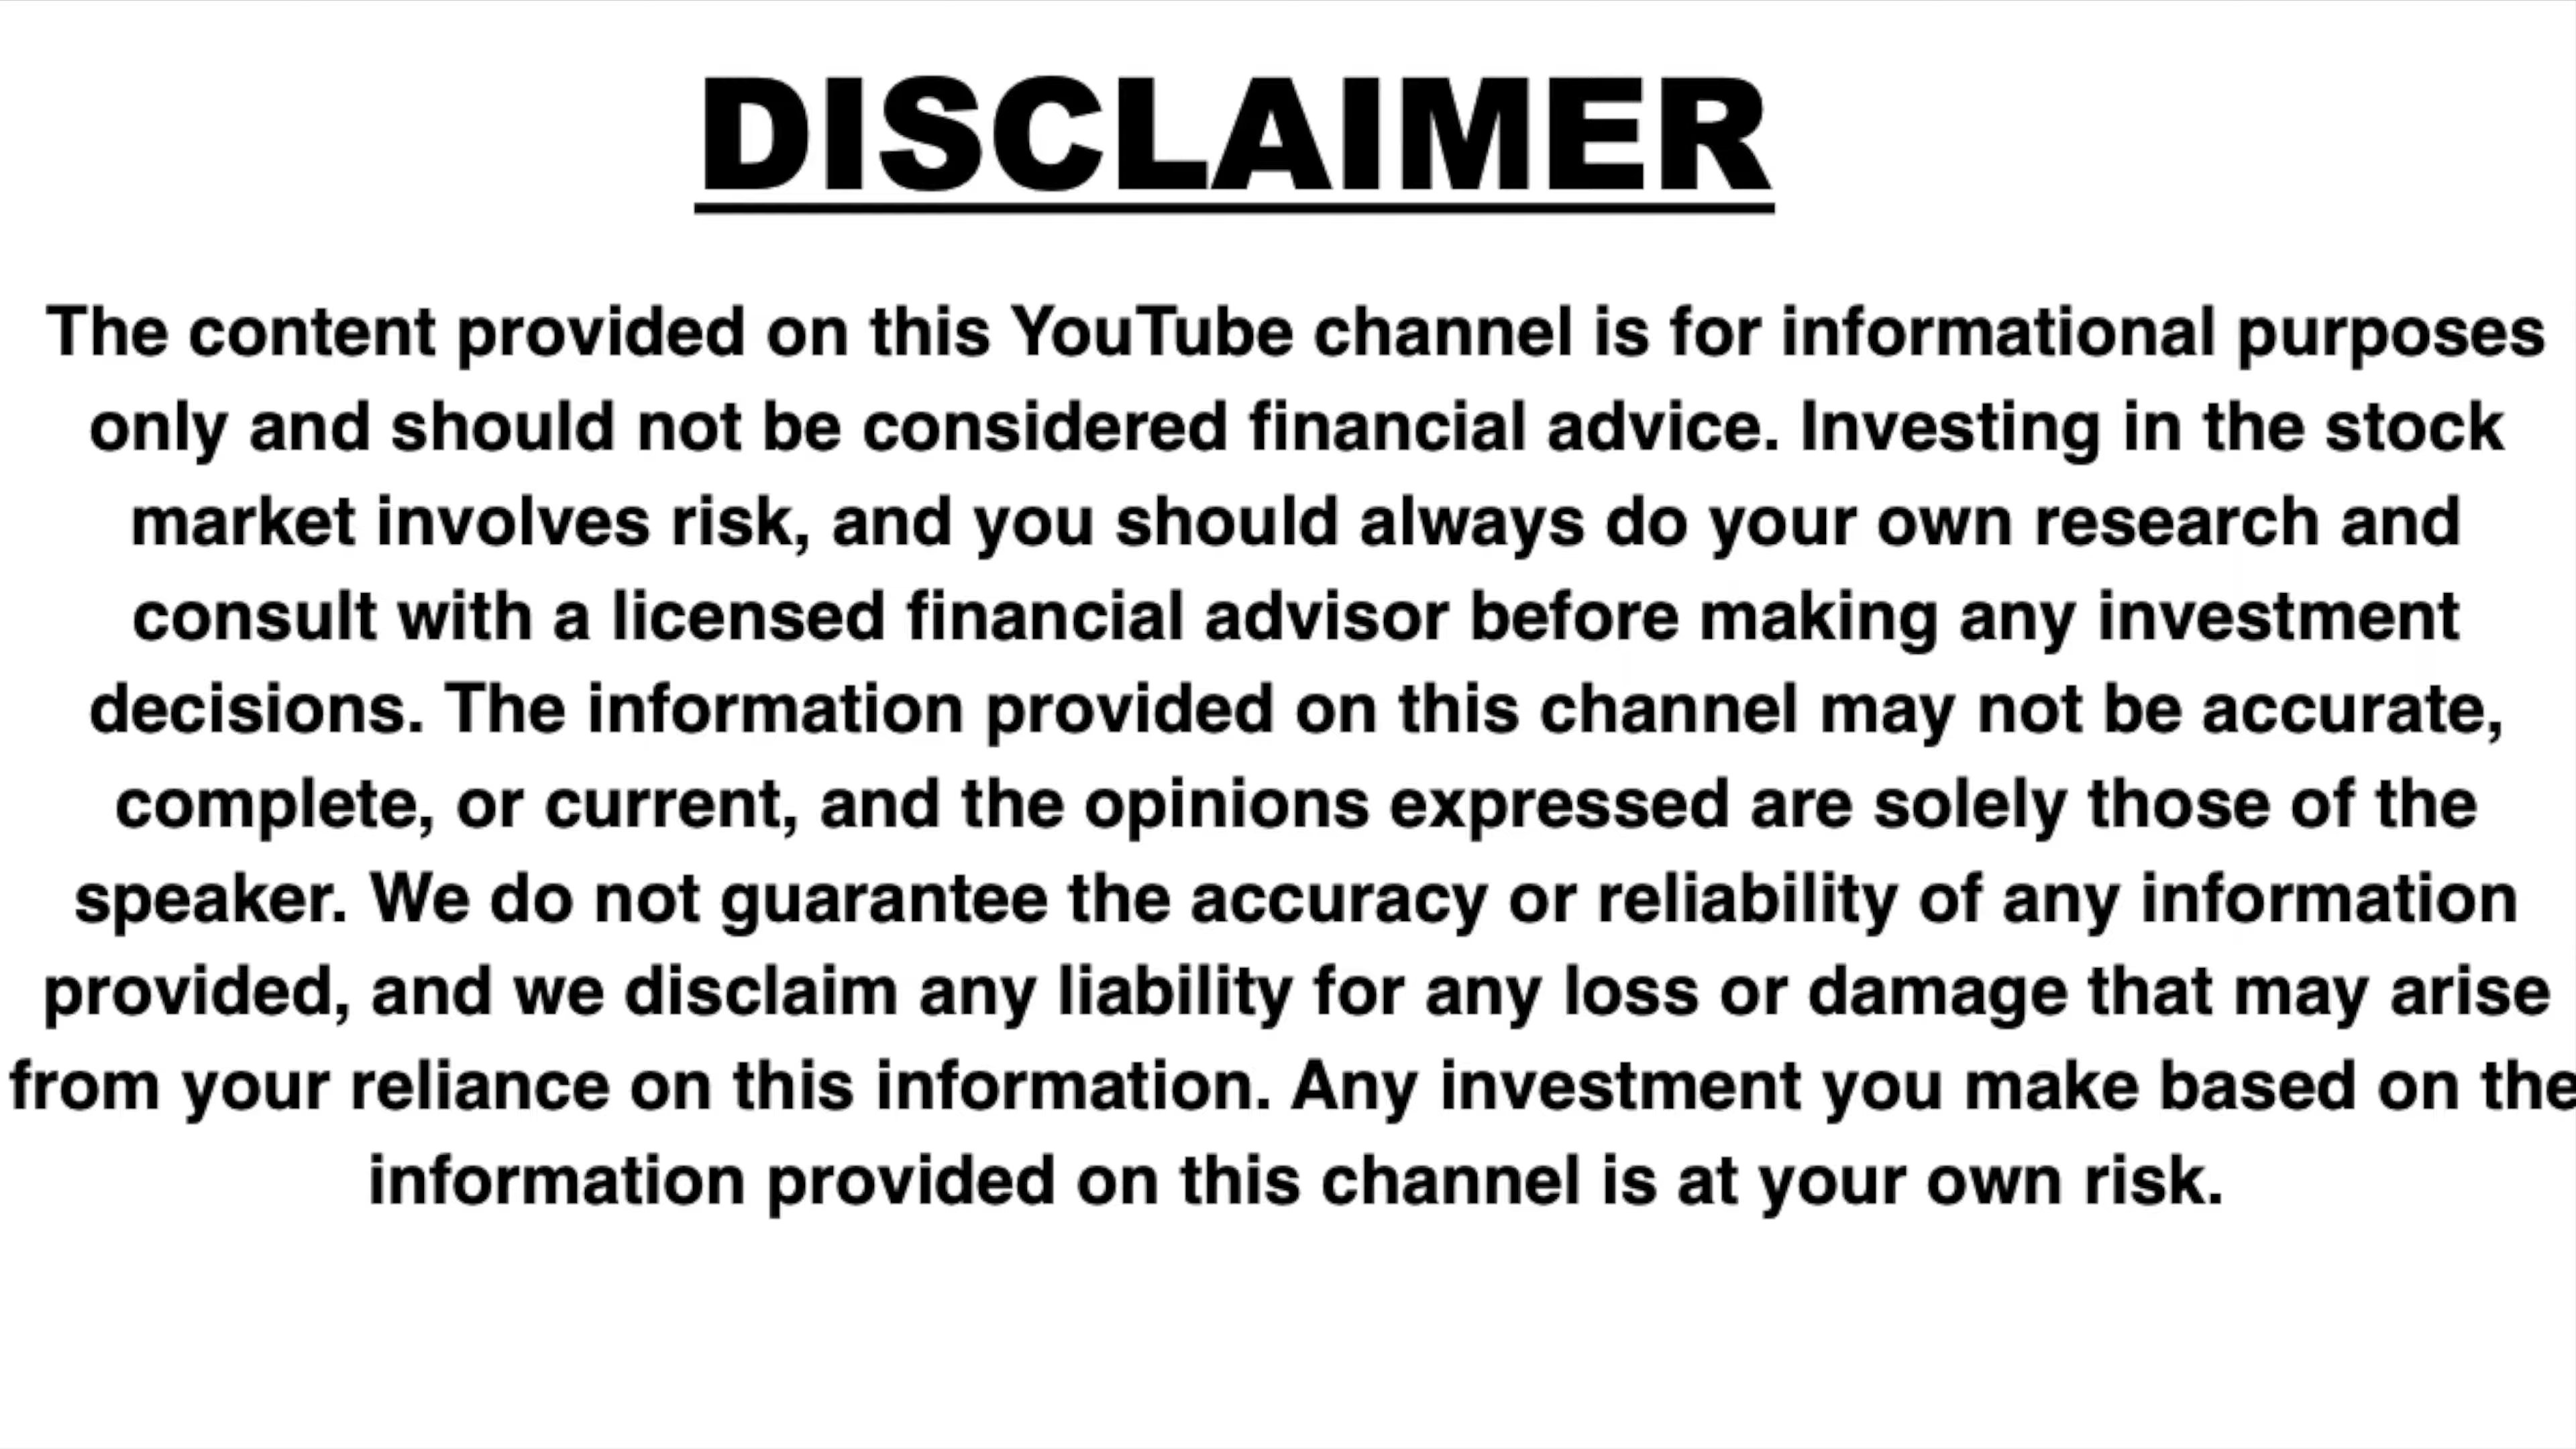 DISCLAIMER
The content provided on this YouTube channel is for informational purposes
only and should not be considered financial advice. Investing in the stock
market involves risk, and you should always do your own research and
consult with a licensed financial advisor before making any investment
decisions. The information provided on this channel may not be accurate,
complete, or current, and the opinions expressed are solely those of the
speaker. We do not guarantee the accuracy or reliability of any information
provided, and we disclaim any liability for any loss or damage that may arise
from your reliance on this information. Any investment you make based on the
information provided on this channel is at your own risk.